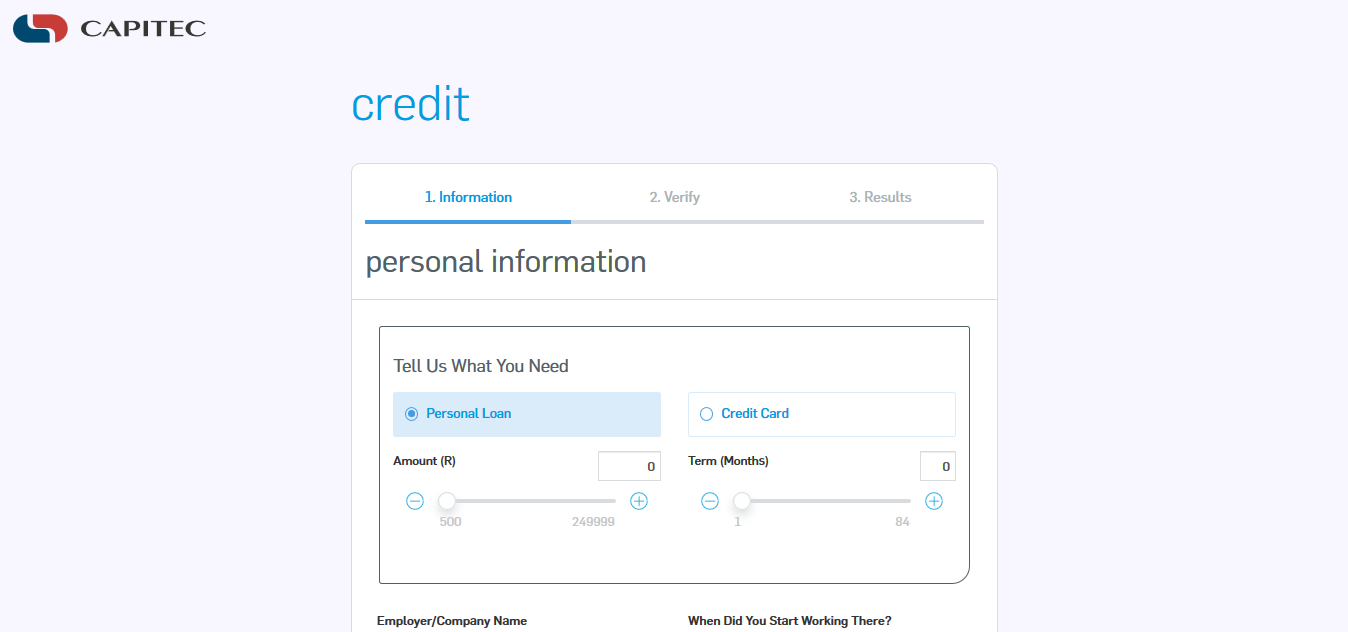 CAPITEC
credit
1. Information 2. Verify 3. Results
personal information
Tell Us What You Need
Personal Loan Credit Card
Amount (R) 0 Term (Months) 0
500 249999 1 84
Employer/Company Name When Did You Start Working There?